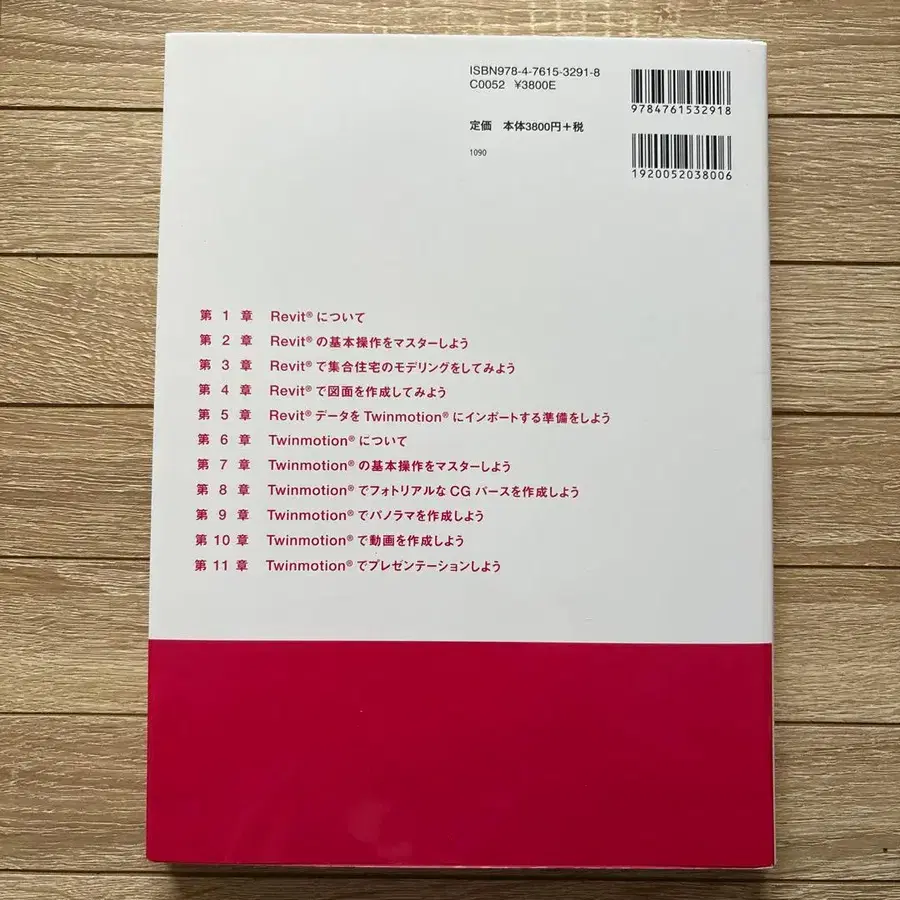 ISBN978-4-7615-3291-8
C0052 ¥3800E
9784761532918
定価 本体3800円+税
1090
1920052038006
第 1 章 Revit® について
第 2 章 Revit® の基本操作をマスターしよう
第 3 章 Revit® で集合住宅のモデリングをしてみよう
第 4 章 Revit® で図面を作成してみよう
第 5 章 Revit® データを Twinmotion® にインポートする準備をしよう
第 6 章 Twinmotion® について
第 7 章 Twinmotion® の基本操作をマスターしよう
第 8 章 Twinmotion® でフォトリアルな CG パースを作成しよう
第 9 章 Twinmotion® でパノラマを作成しよう
第 10 章 Twinmotion® で動画を作成しよう
第 11 章 Twinmotion® でプレゼンテーションしよう